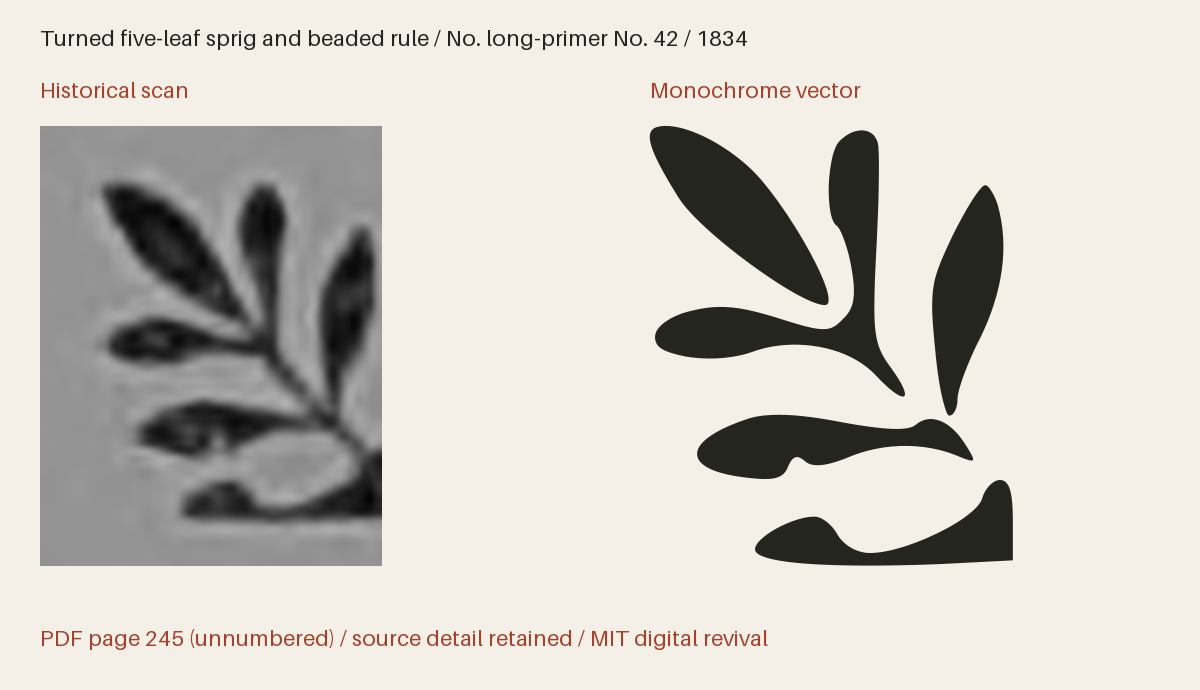 Turned five-leaf sprig and beaded rule / No. long-primer No. 42 / 1834
Historical scan
Monochrome vector
PDF page 245 (unnumbered) / source detail retained / MIT digital revival